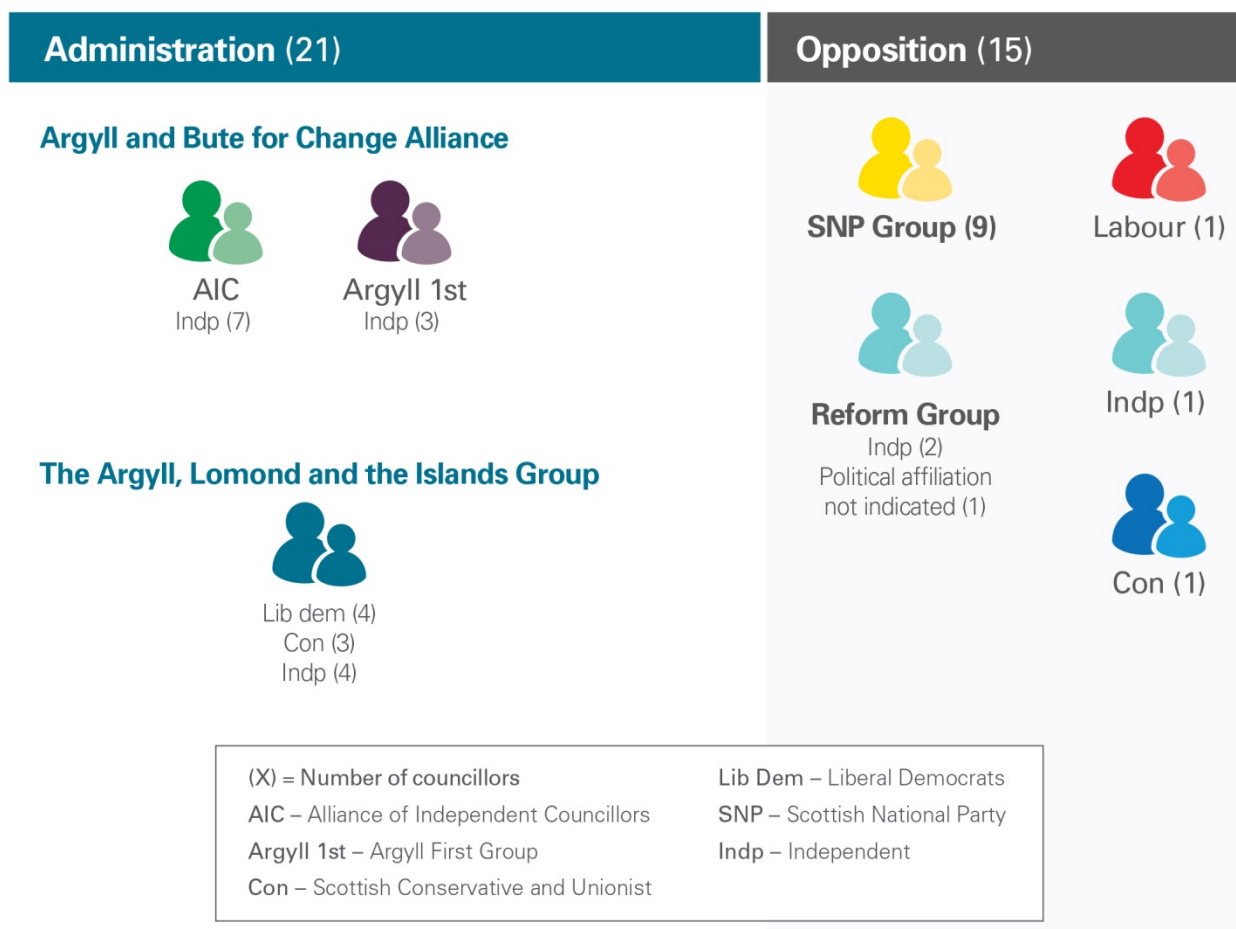 Administration (21)
Opposition (15)
Argyll and Bute for Change Alliance
AIC
Indp (7)
Argyll 1st
Indp (3)
The Argyll, Lomond and the Islands Group
Lib dem (4)
Con (3)
Indp (4)
SNP Group (9)
Labour (1)
Reform Group
Indp (2)
Political affiliation
not indicated (1)
Indp (1)
Con (1)
(X) = Number of councillors
AIC – Alliance of Independent Councillors
Argyll 1st – Argyll First Group
Con – Scottish Conservative and Unionist
Lib Dem – Liberal Democrats
SNP – Scottish National Party
Indp – Independent